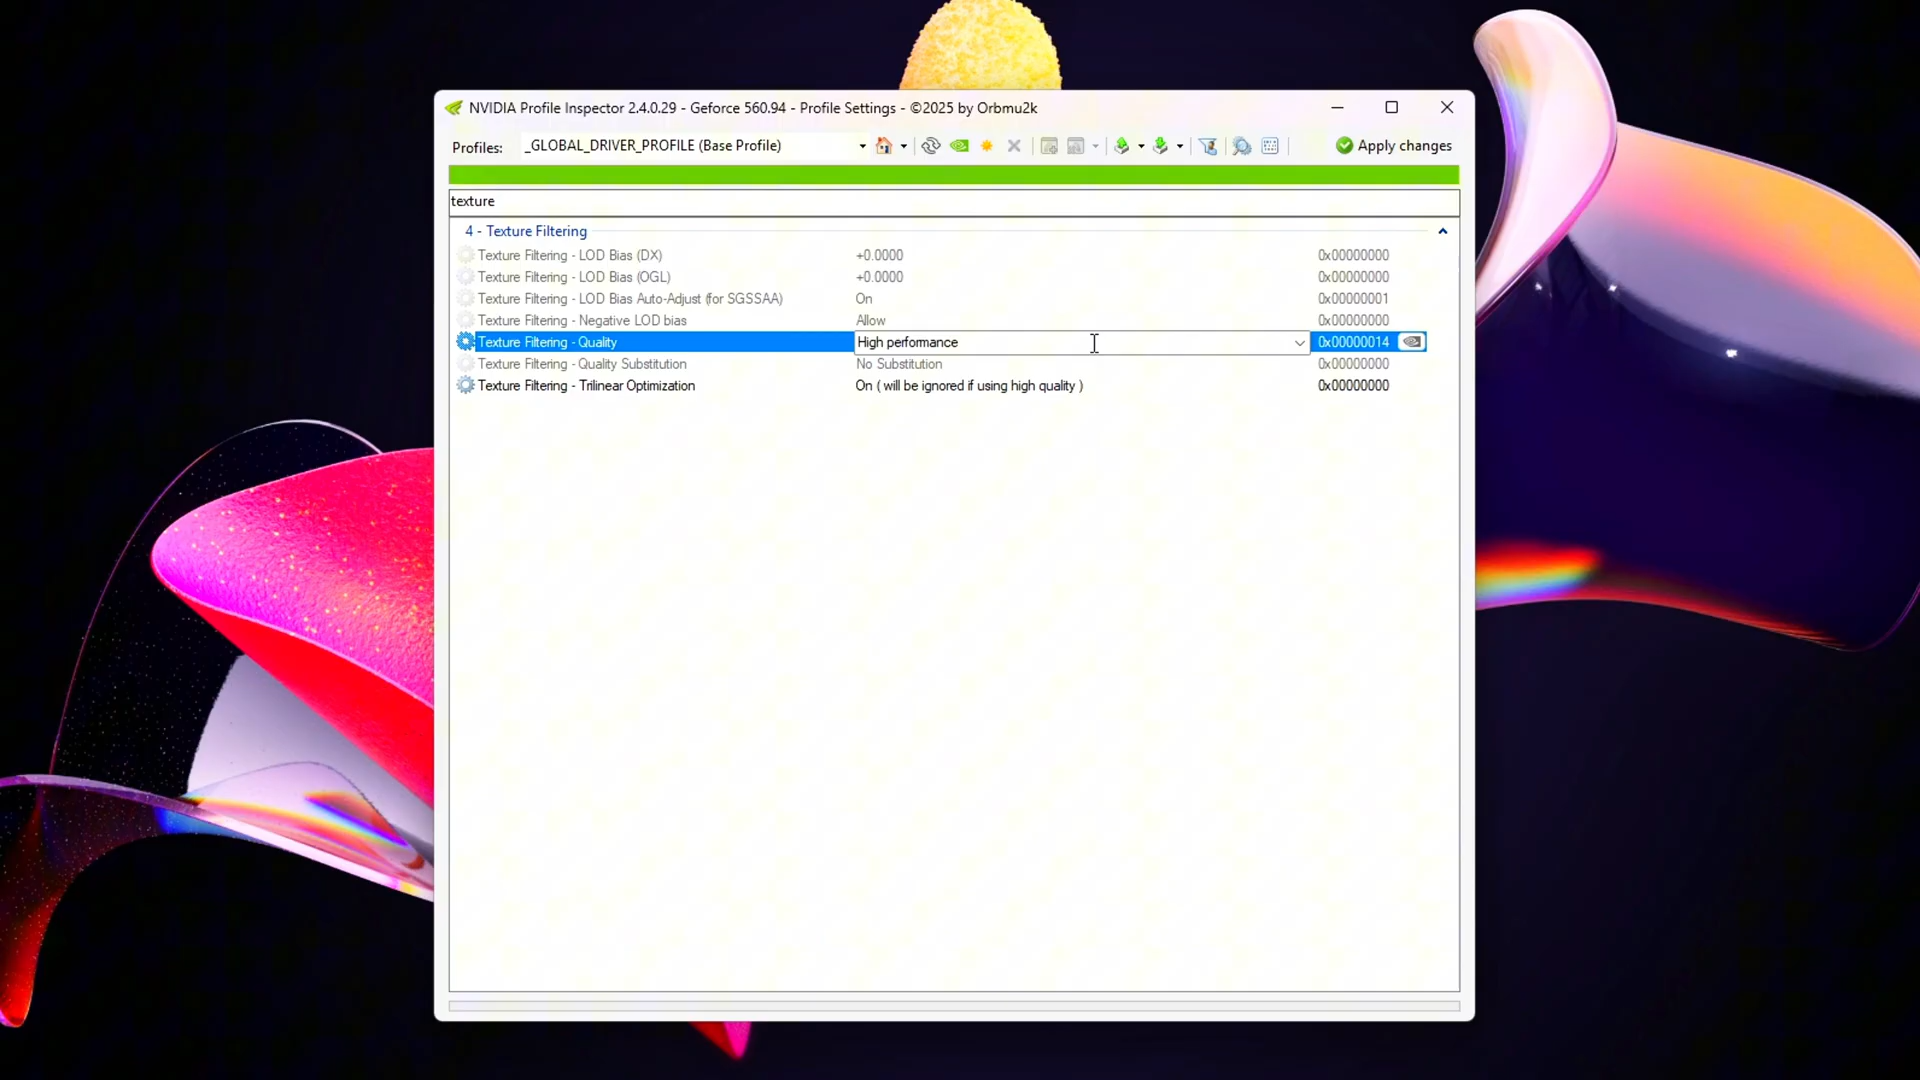 NVIDIA Profile Inspector 2.4.0.29 - Geforce 560.94 - Profile Settings - ©2025 by Orbmu2k
Profiles: _GLOBAL_DRIVER_PROFILE (Base Profile) Apply changes
texture
4 - Texture Filtering
Texture Filtering - LOD Bias (DX) +0.0000 0x00000000
Texture Filtering - LOD Bias (OGL) +0.0000 0x00000000
Texture Filtering - LOD Bias Auto-Adjust (for SGSSAA) On 0x00000001
Texture Filtering - Negative LOD bias Allow 0x00000000
Texture Filtering - Quality High performance 0x00000014
Texture Filtering - Quality Substitution No Substitution 0x00000000
Texture Filtering - Trilinear Optimization On ( will be ignored if using high quality ) 0x00000000